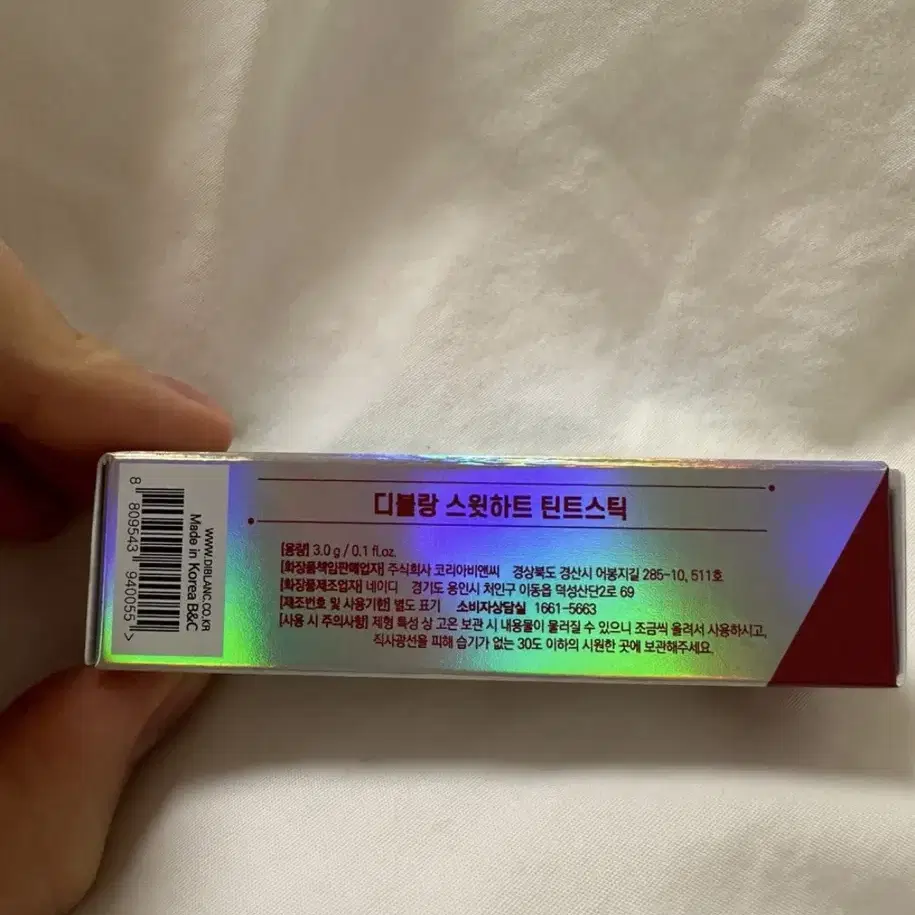 디블랑 스윗하트 틴트스틱
[용량] 3.0 g / 0.1 fl.oz.
[화장품책임판매업자] 주식회사 코리아비앤씨 경상북도 경산시 어봉지길 285-10, 511호
[화장품제조업자] 네이디 경기도 용인시 처인구 이동읍 덕성산단2로 69
[제조번호 및 사용기한] 별도 표기 소비자상담실 1661-5663
[사용 시 주의사항] 제형 특성 상 고온 보관 시 내용물이 물러질 수 있으니 조금씩 올려서 사용하시고,
직사광선을 피해 습기가 없는 30도 이하의 시원한 곳에 보관해주세요.
WWW.DIBLANC.CO.KR
Made in Korea B&C
8 809543 940055 >